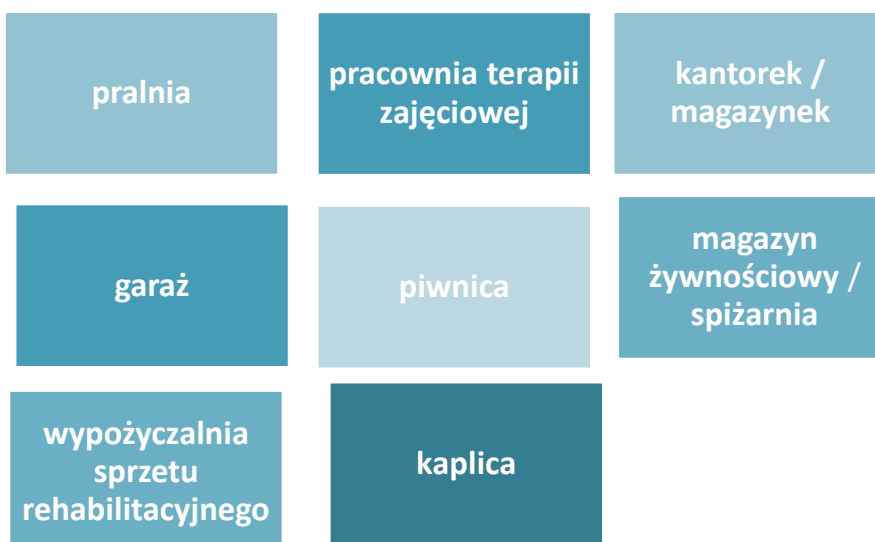 pralnia
pracownia terapii
zajęciowej
kantorek /
magazynek
garaż
piwnica
magazyn
żywnościowy /
spiżarnia
wypożyczalnia
sprzetu
rehabilitacyjnego
kaplica